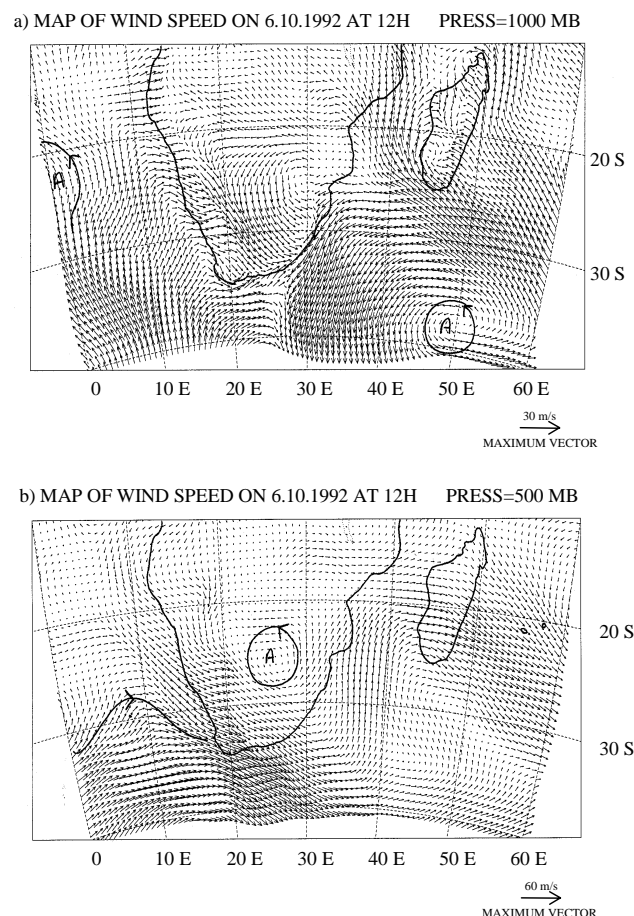 a) MAP OF WIND SPEED ON 6.10.1992 AT 12H PRESS=1000 MB
A
20 S
30 S
A
0 10 E 20 E 30 E 40 E 50 E 60 E
30 m/s
MAXIMUM VECTOR
b) MAP OF WIND SPEED ON 6.10.1992 AT 12H PRESS=500 MB
20 S
A
30 S
0 10 E 20 E 30 E 40 E 50 E 60 E
60 m/s
MAXIMUM VECTOR